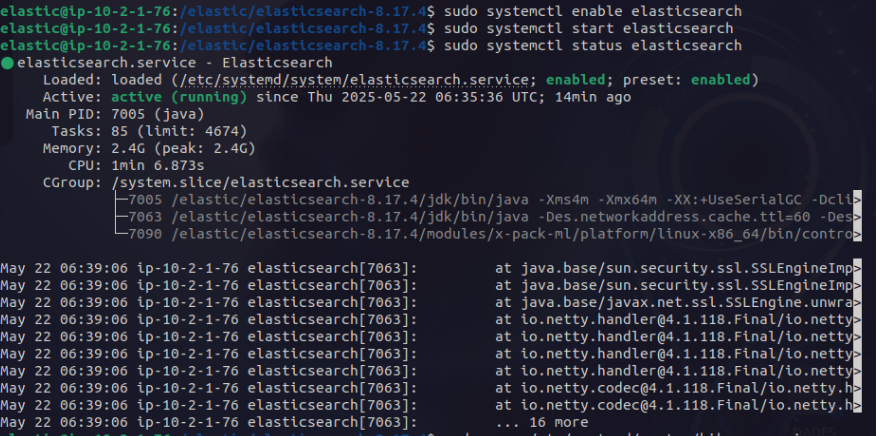 elastic@ip-10-2-1-76:/elastic/elasticsearch-8.17.4$ sudo systemctl enable elasticsearch
elastic@ip-10-2-1-76:/elastic/elasticsearch-8.17.4$ sudo systemctl start elasticsearch
elastic@ip-10-2-1-76:/elastic/elasticsearch-8.17.4$ sudo systemctl status elasticsearch
● elasticsearch.service - Elasticsearch
Loaded: loaded (/etc/systemd/system/elasticsearch.service; enabled; preset: enabled)
Active: active (running) since Thu 2025-05-22 06:35:36 UTC; 14min ago
Main PID: 7005 (java)
Tasks: 85 (limit: 4674)
Memory: 2.4G (peak: 2.4G)
CPU: 1min 6.873s
CGroup: /system.slice/elasticsearch.service
├─7005 /elastic/elasticsearch-8.17.4/jdk/bin/java -Xms4m -Xmx64m -XX:+UseSerialGC -Dcli>
├─7063 /elastic/elasticsearch-8.17.4/jdk/bin/java -Des.networkaddress.cache.ttl=60 -Des>
└─7090 /elastic/elasticsearch-8.17.4/modules/x-pack-ml/platform/linux-x86_64/bin/contro>
May 22 06:39:06 ip-10-2-1-76 elasticsearch[7063]: at java.base/sun.security.ssl.SSLEngineImp>
May 22 06:39:06 ip-10-2-1-76 elasticsearch[7063]: at java.base/sun.security.ssl.SSLEngineImp>
May 22 06:39:06 ip-10-2-1-76 elasticsearch[7063]: at java.base/javax.net.ssl.SSLEngine.unwra>
May 22 06:39:06 ip-10-2-1-76 elasticsearch[7063]: at io.netty.handler@4.1.118.Final/io.netty>
May 22 06:39:06 ip-10-2-1-76 elasticsearch[7063]: at io.netty.handler@4.1.118.Final/io.netty>
May 22 06:39:06 ip-10-2-1-76 elasticsearch[7063]: at io.netty.handler@4.1.118.Final/io.netty>
May 22 06:39:06 ip-10-2-1-76 elasticsearch[7063]: at io.netty.handler@4.1.118.Final/io.netty>
May 22 06:39:06 ip-10-2-1-76 elasticsearch[7063]: at io.netty.codec@4.1.118.Final/io.netty.h>
May 22 06:39:06 ip-10-2-1-76 elasticsearch[7063]: at io.netty.codec@4.1.118.Final/io.netty.h>
May 22 06:39:06 ip-10-2-1-76 elasticsearch[7063]: ... 16 more